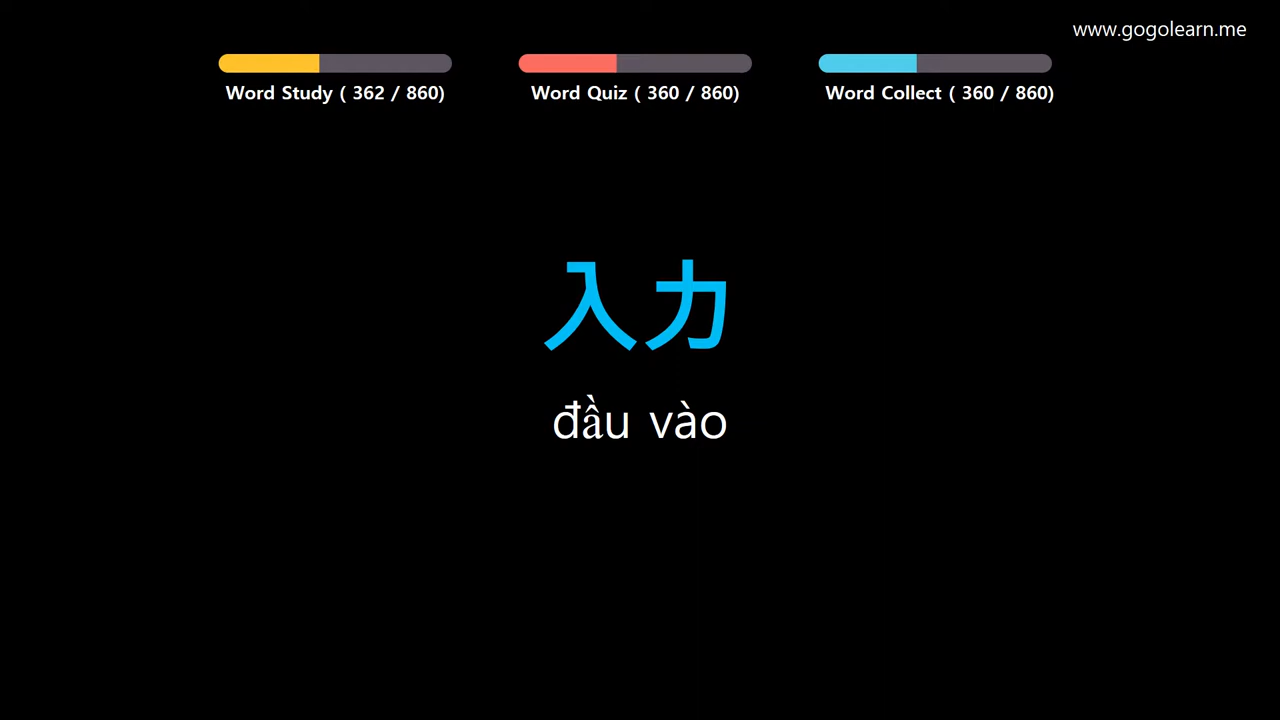 www.gogolearn.me
Word Study ( 362 / 860)
Word Quiz ( 360 / 860)
Word Collect ( 360 / 860)
入力
đầu vào